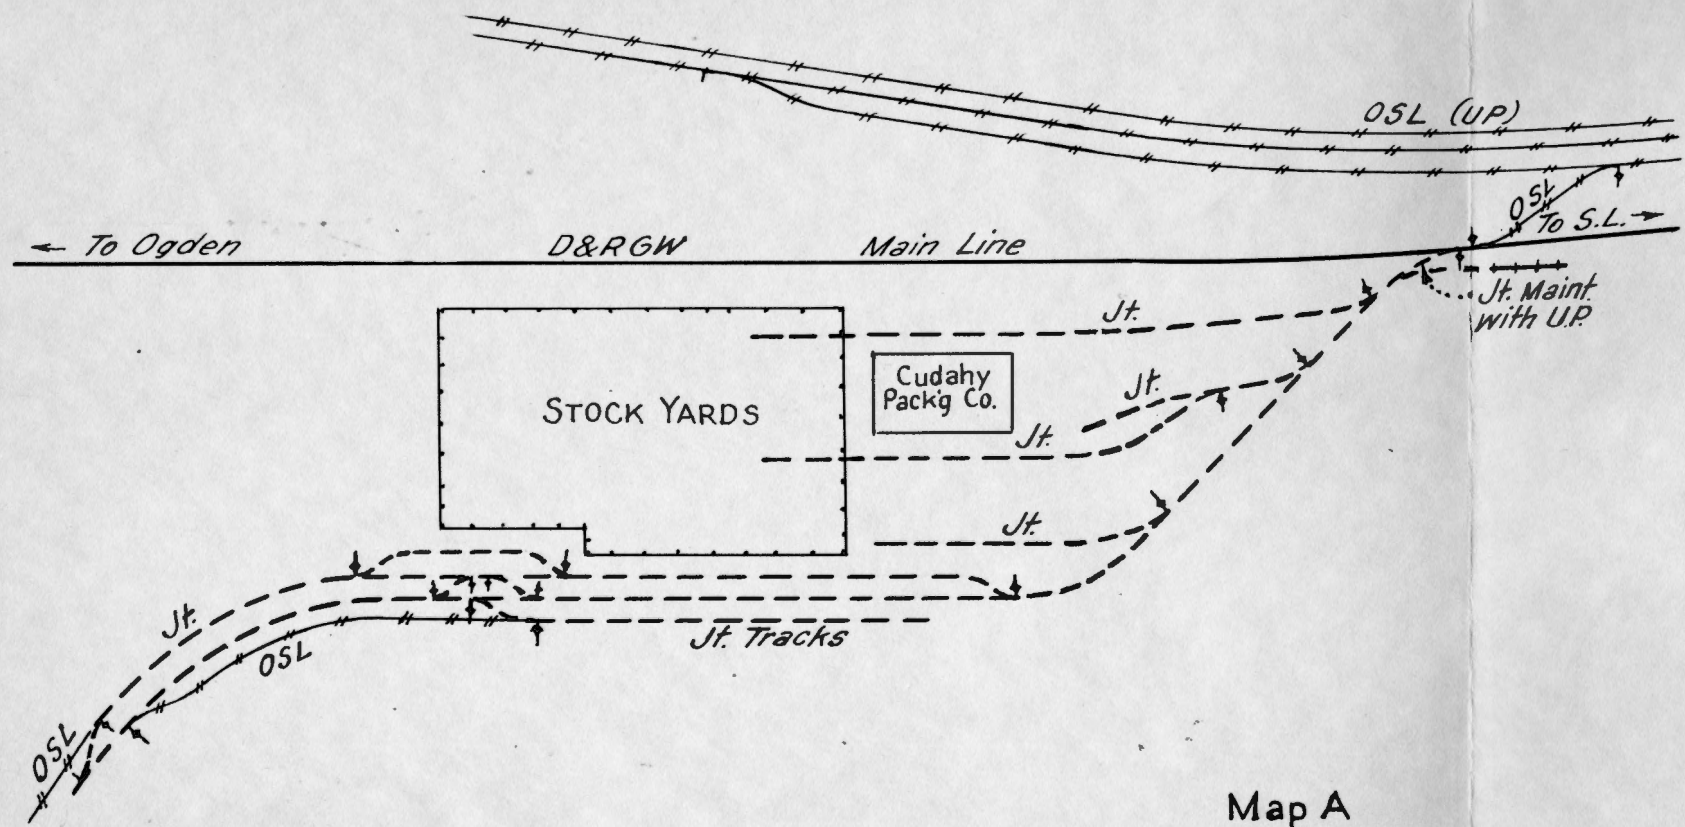 OSL (UP)
OSL
To S.L. →
← To Ogden
D&RGW
Main Line
Jt. Maint.
with U.P.
Jt.
Cudahy
Pack'g Co.
Jt.
STOCK YARDS
Jt.
Jt.
Jt.
Jt. Tracks
OSL
OSL
Map A